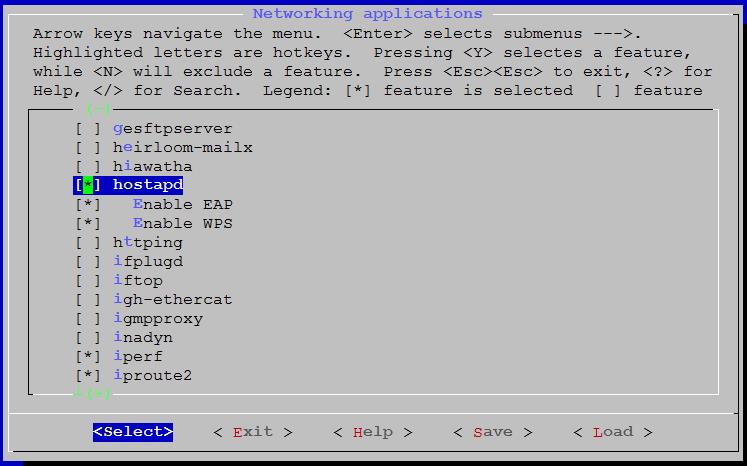 Networking applications
Arrow keys navigate the menu. <Enter> selects submenus --->.
Highlighted letters are hotkeys. Pressing <Y> selectes a feature,
while <N> will exclude a feature. Press <Esc><Esc> to exit, <?> for
Help, </> for Search. Legend: [*] feature is selected [ ] feature
^(-)
[ ] gesftpserver
[ ] heirloom-mailx
[ ] hiawatha
[*] hostapd
[*] Enable EAP
[*] Enable WPS
[ ] httping
[ ] ifplugd
[ ] iftop
[ ] igh-ethercat
[ ] igmpproxy
[ ] inadyn
[*] iperf
[*] iproute2
┴(+)
<Select> < Exit > < Help > < Save > < Load >